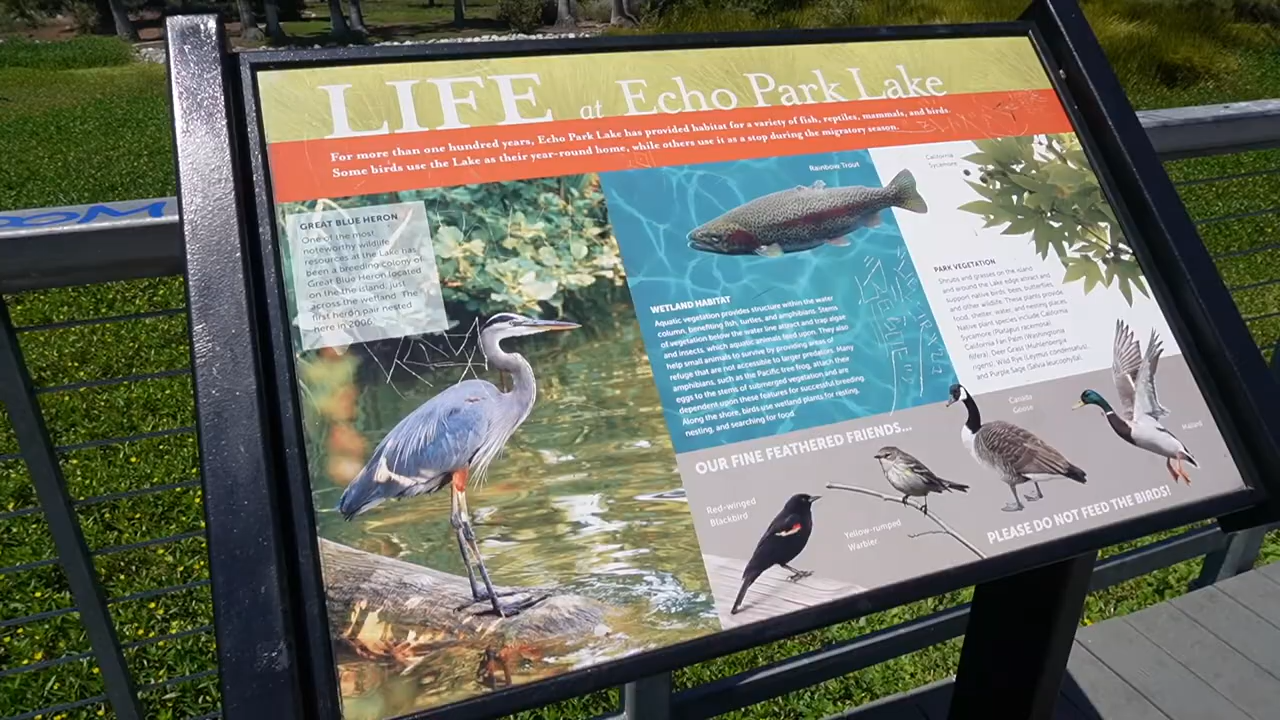 LIFE at Echo Park Lake
For more than one hundred years, Echo Park Lake has provided habitat for a variety of fish, reptiles, mammals, and birds.
Some birds use the Lake as their year-round home, while others use it as a stop during the migratory season.
GREAT BLUE HERON
One of the most
noteworthy wildlife
resources at the Lake has
been a breeding colony of
Great Blue Heron located
on the the island, just
across the wetland. The
first heron pair nested
here in 2006.
Rainbow Trout
WETLAND HABITAT
Aquatic vegetation provides structure within the water
column, benefiting fish, turtles, and amphibians. Stems
of vegetation below the water line attract and trap algae
and insects, which aquatic animals feed upon. They also
help small animals to survive by providing areas of
refuge that are not accessible to larger predators. Many
amphibians, such as the Pacific tree frog, attach their
eggs to the stems of submerged vegetation and are
dependent upon these features for successful breeding.
Along the shore, birds use wetland plants for resting,
nesting, and searching for food.
California
Sycamore
PARK VEGETATION
Shrubs and grasses on the island
and around the Lake edge attract and
support native birds, bees, butterflies,
and other wildlife. These plants provide
food, shelter, water, and nesting places.
Native plant species include California
Sycamore (Platanus racemosa),
California Fan Palm (Washingtonia
filifera), Deer Grass (Muhlenbergia
rigens), Wild Rye (Leymus condensatus),
and Purple Sage (Salvia leucophylla).
OUR FINE FEATHERED FRIENDS...
Red-winged
Blackbird
Yellow-rumped
Warbler
Canada
Goose
Mallard
PLEASE DO NOT FEED THE BIRDS!